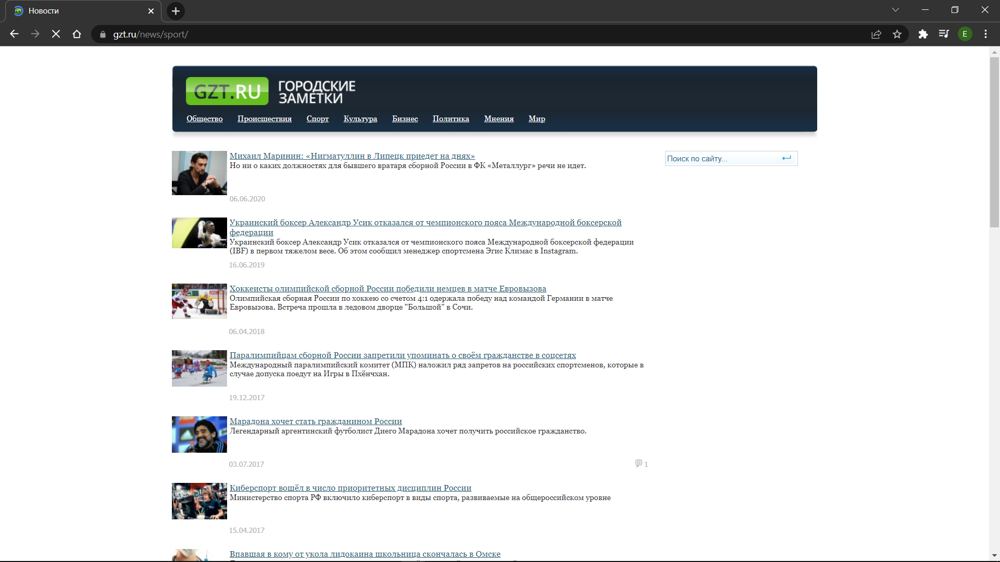 Новости
gzt.ru/news/sport/
E
GZT.RU
ГОРОДСКИЕ
ЗАМЕТКИ
Общество Происшествия Спорт Культура Бизнес Политика Мнения Мир
Михаил Маринин: «Нигматуллин в Липецк приедет на днях»
Но ни о каких должностях для бывшего вратаря сборной России в ФК «Металлург» речи не идет.
06.06.2020
Поиск по сайту...
Украинский боксер Александр Усик отказался от чемпионского пояса Международной боксерской
федерации
Украинский боксер Александр Усик отказался от чемпионского пояса Международной боксерской федерации
(IBF) в первом тяжелом весе. Об этом сообщил менеджер спортсмена Эгис Климас в Instagram.
16.06.2019
Хоккеисты олимпийской сборной России победили немцев в матче Евровызова
Олимпийская сборная России по хоккею со счетом 4:1 одержала победу над командой Германии в матче
Евровызова. Встреча прошла в ледовом дворце "Большой" в Сочи.
06.04.2018
Паралимпийцам сборной России запретили упоминать о своём гражданстве в соцсетях
Международный паралимпийский комитет (МПК) наложил ряд запретов на российских спортсменов, которые в
случае допуска поедут на Игры в Пхёнчхан.
19.12.2017
Марадона хочет стать гражданином России
Легендарный аргентинский футболист Диего Марадона хочет получить российское гражданство.
03.07.2017
1
Киберспорт вошёл в число приоритетных дисциплин России
Министерство спорта РФ включило киберспорт в виды спорта, развиваемые на общероссийском уровне
15.04.2017
Впавшая в кому от укола лидокаина школьница скончалась в Омске